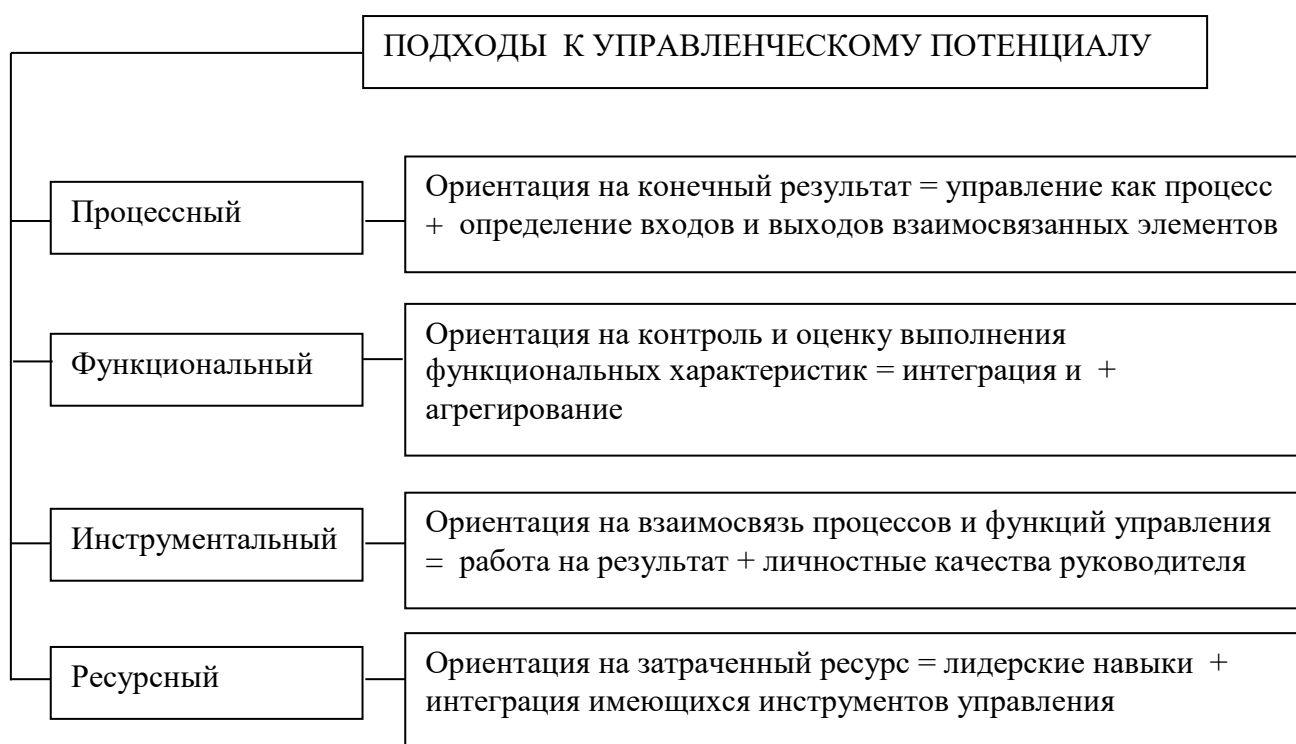 ПОДХОДЫ К УПРАВЛЕНЧЕСКОМУ ПОТЕНЦИАЛУ
Процессный
Ориентация на конечный результат = управление как процесс
+ определение входов и выходов взаимосвязанных элементов
Функциональный
Ориентация на контроль и оценку выполнения
функциональных характеристик = интеграция и +
агрегирование
Инструментальный
Ориентация на взаимосвязь процессов и функций управления
= работа на результат + личностные качества руководителя
Ресурсный
Ориентация на затраченный ресурс = лидерские навыки +
интеграция имеющихся инструментов управления